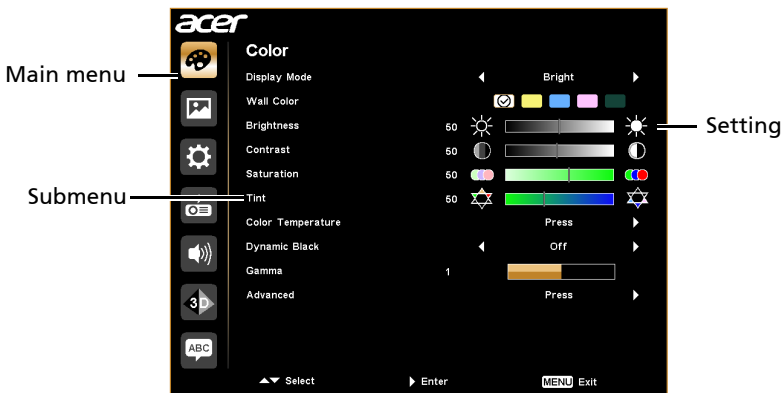 acer
Color
Main menu
Display Mode Bright
Wall Color
Brightness 50
Setting
Contrast 50
Saturation 50
Submenu
Tint 50
Color Temperature Press
Dynamic Black Off
Gamma 1
3D
Advanced Press
ABC
Select Enter MENU Exit